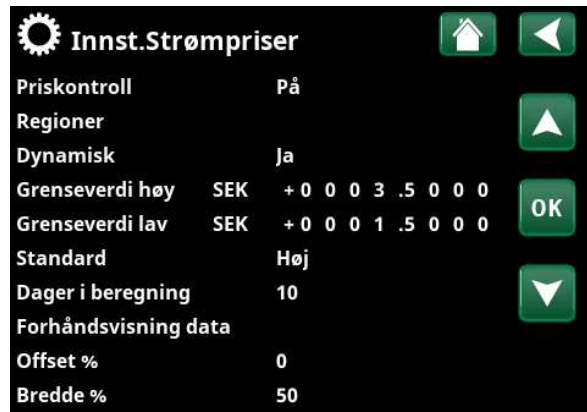 Innst.Strømpriser
Priskontroll På
Regioner
Dynamisk Ja
Grenseverdi høy SEK +0 0 0 3 .5 0 0 0
Grenseverdi lav SEK +0 0 0 1 .5 0 0 0
OK
Standard Høj
Dager i beregning 10
Forhåndsvisning data
Offset % 0
Bredde % 50